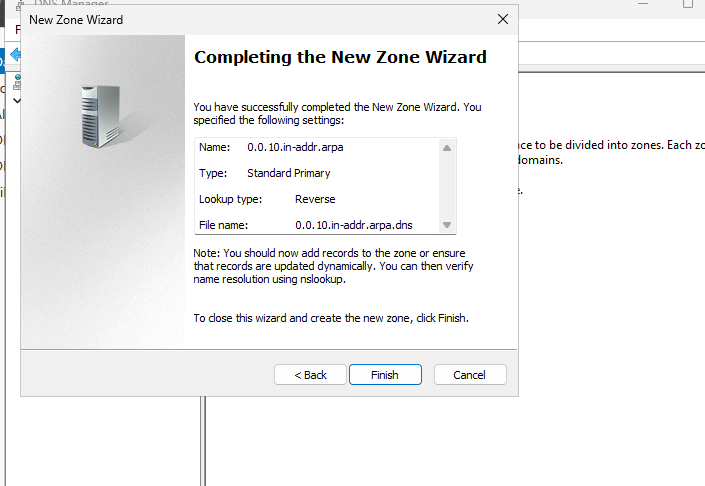 DNS Manager
New Zone Wizard
Completing the New Zone Wizard
You have successfully completed the New Zone Wizard. You
specified the following settings:
Name: 0.0.10.in-addr.arpa
Type: Standard Primary
Lookup type: Reverse
File name: 0.0.10.in-addr.arpa.dns
Note: You should now add records to the zone or ensure
that records are updated dynamically. You can then verify
name resolution using nslookup.
To close this wizard and create the new zone, click Finish.
< Back Finish Cancel
to be divided into zones. Each